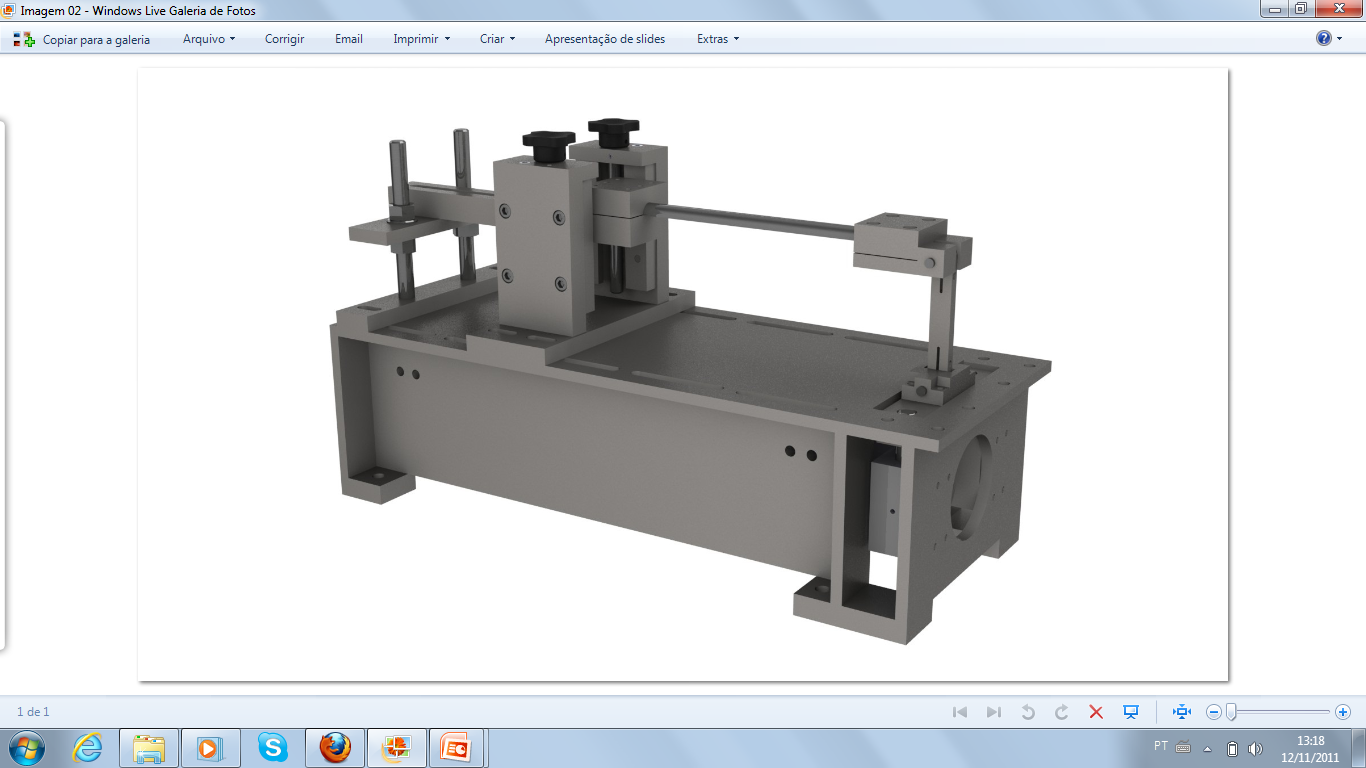 Imagem 02 - Windows Live Galeria de Fotos
Copiar para a galeria Arquivo Corrigir Email Imprimir Criar Apresentação de slides Extras
1 de 1
PT 13:18
12/11/2011